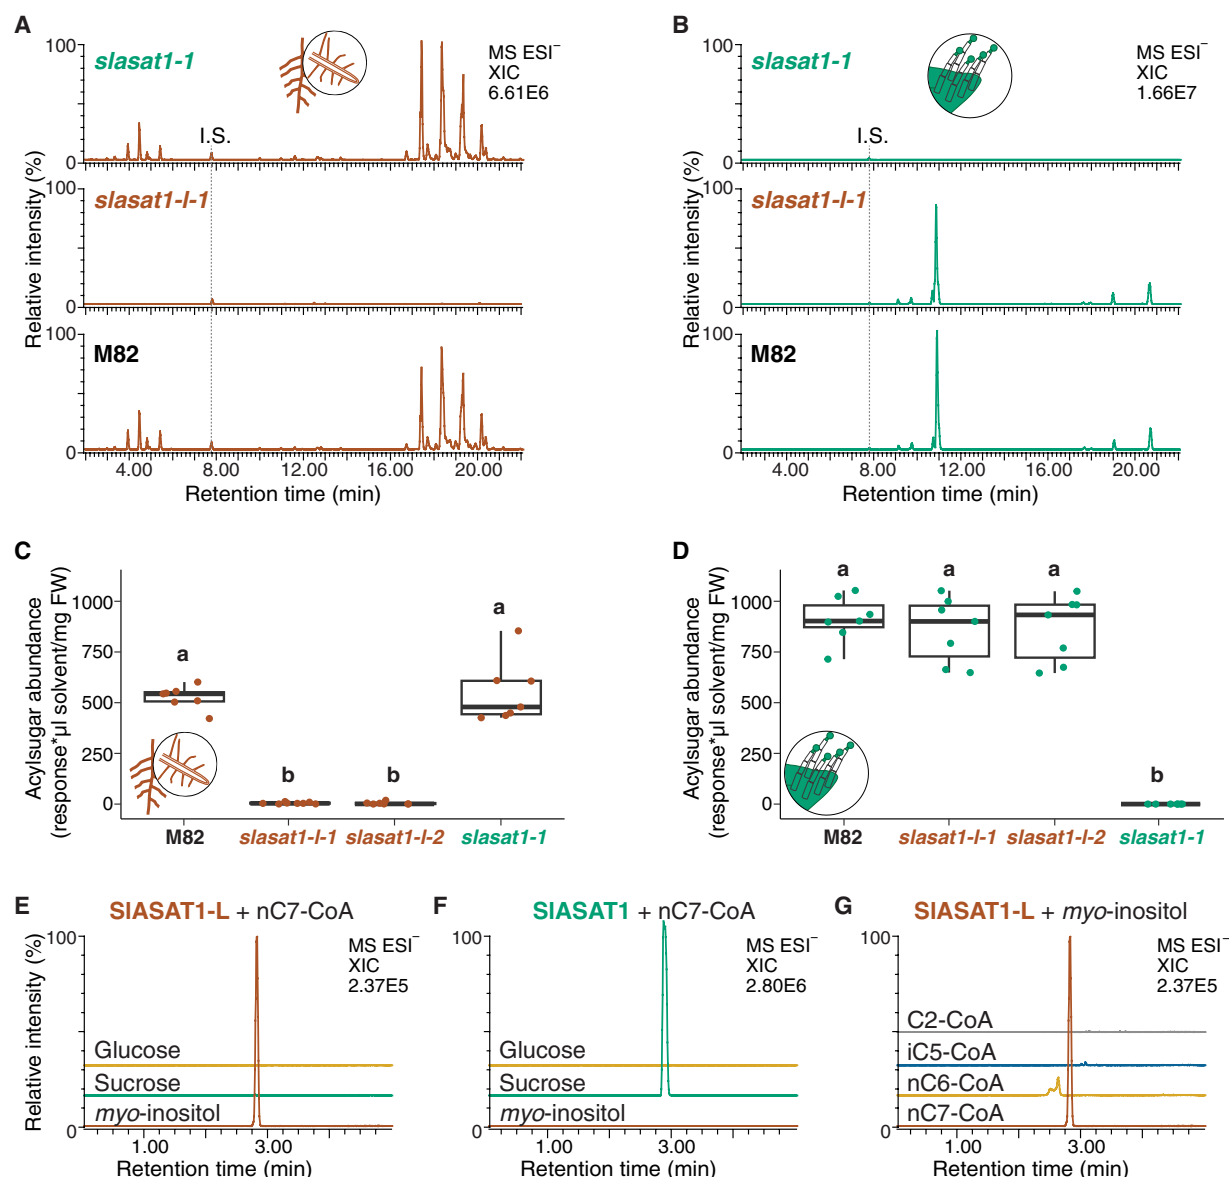 A
slasat1-1
MS ESI⁻
XIC
6.61E6
I.S.
100
0
slasat1-l-1
100
0
M82
100
0
Relative intensity (%)
Relative intensity (%)
4.00 8.00 12.00 16.00 20.00
Retention time (min)
B
slasat1-1
MS ESI⁻
XIC
1.66E7
I.S.
100
0
slasat1-l-1
100
0
M82
100
0
Relative intensity (%)
Relative intensity (%)
4.00 8.00 12.00 16.00 20.00
Retention time (min)
C
Acylsugar abundance
(response*µl solvent/mg FW)
1000
750
500
250
0
a
b
b
a
M82 slasat1-l-1 slasat1-l-2 slasat1-1
D
Acylsugar abundance
(response*µl solvent/mg FW)
1000
750
500
250
0
a
a
a
b
M82 slasat1-l-1 slasat1-l-2 slasat1-1
E
SlASAT1-L + nC7-CoA
MS ESI⁻
XIC
2.37E5
Relative intensity (%)
100
0
Glucose
Sucrose
myo-inositol
1.00 3.00
Retention time (min)
F
SlASAT1 + nC7-CoA
MS ESI⁻
XIC
2.80E6
100
0
Glucose
Sucrose
myo-inositol
1.00 3.00
Retention time (min)
G
SlASAT1-L + myo-inositol
MS ESI⁻
XIC
2.37E5
100
0
C2-CoA
iC5-CoA
nC6-CoA
nC7-CoA
1.00 3.00
Retention time (min)